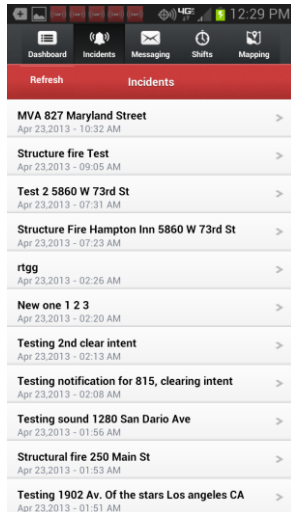 4G 12:29 PM
Dashboard Incidents Messaging Shifts Mapping
Refresh Incidents
MVA 827 Maryland Street
Apr 23,2013 - 10:32 AM
Structure fire Test
Apr 23,2013 - 09:05 AM
Test 2 5860 W 73rd St
Apr 23,2013 - 07:31 AM
Structure Fire Hampton Inn 5860 W 73rd St
Apr 23,2013 - 07:23 AM
rtgg
Apr 23,2013 - 02:26 AM
New one 1 2 3
Apr 23,2013 - 02:20 AM
Testing 2nd clear intent
Apr 23,2013 - 02:13 AM
Testing notification for 815, clearing intent
Apr 23,2013 - 02:08 AM
Testing sound 1280 San Dario Ave
Apr 23,2013 - 01:56 AM
Structural fire 250 Main St
Apr 23,2013 - 01:53 AM
Testing 1902 Av. Of the stars Los angeles CA
Apr 23,2013 - 01:51 AM